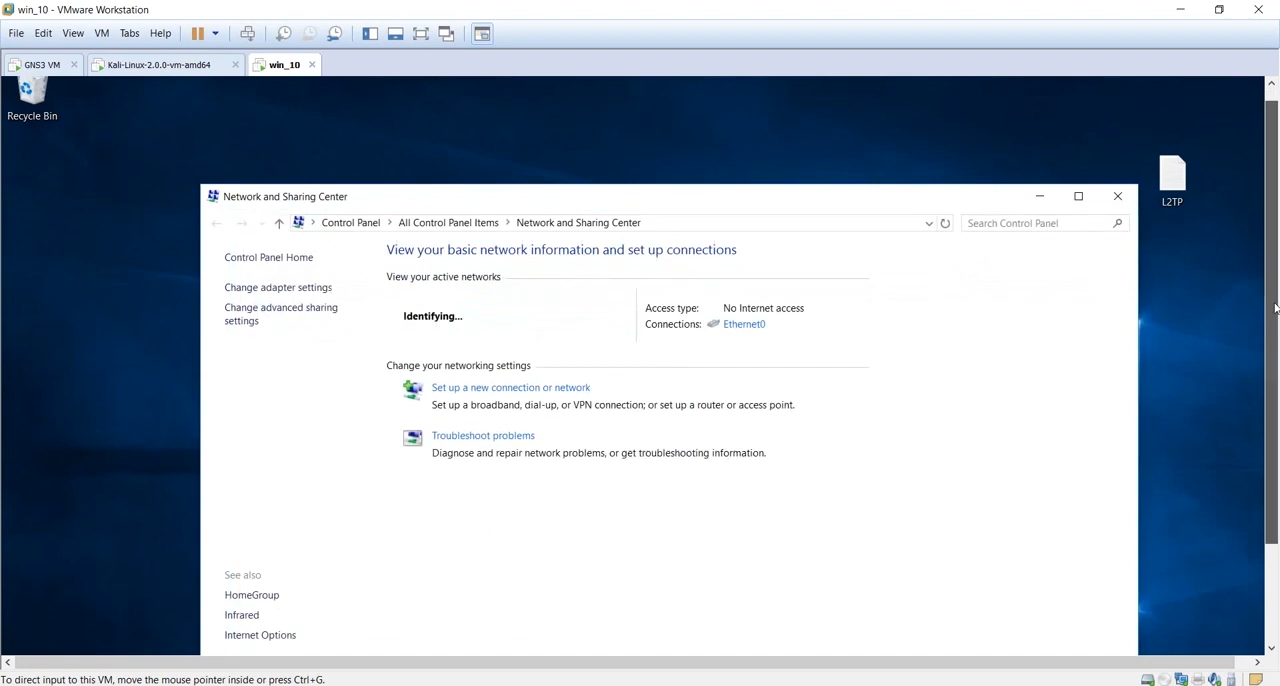 win_10 - VMware Workstation
File Edit View VM Tabs Help
GNS3 VM Kali-Linux-2.0.0-vm-amd64 win_10
Recycle Bin
L2TP
Network and Sharing Center
Control Panel > All Control Panel Items > Network and Sharing Center
Search Control Panel
Control Panel Home
Change adapter settings
Change advanced sharing
settings
View your basic network information and set up connections
View your active networks
Identifying...
Access type: No Internet access
Connections: Ethernet0
Change your networking settings
Set up a new connection or network
Set up a broadband, dial-up, or VPN connection; or set up a router or access point.
Troubleshoot problems
Diagnose and repair network problems, or get troubleshooting information.
See also
HomeGroup
Infrared
Internet Options
To direct input to this VM, move the mouse pointer inside or press Ctrl+G.